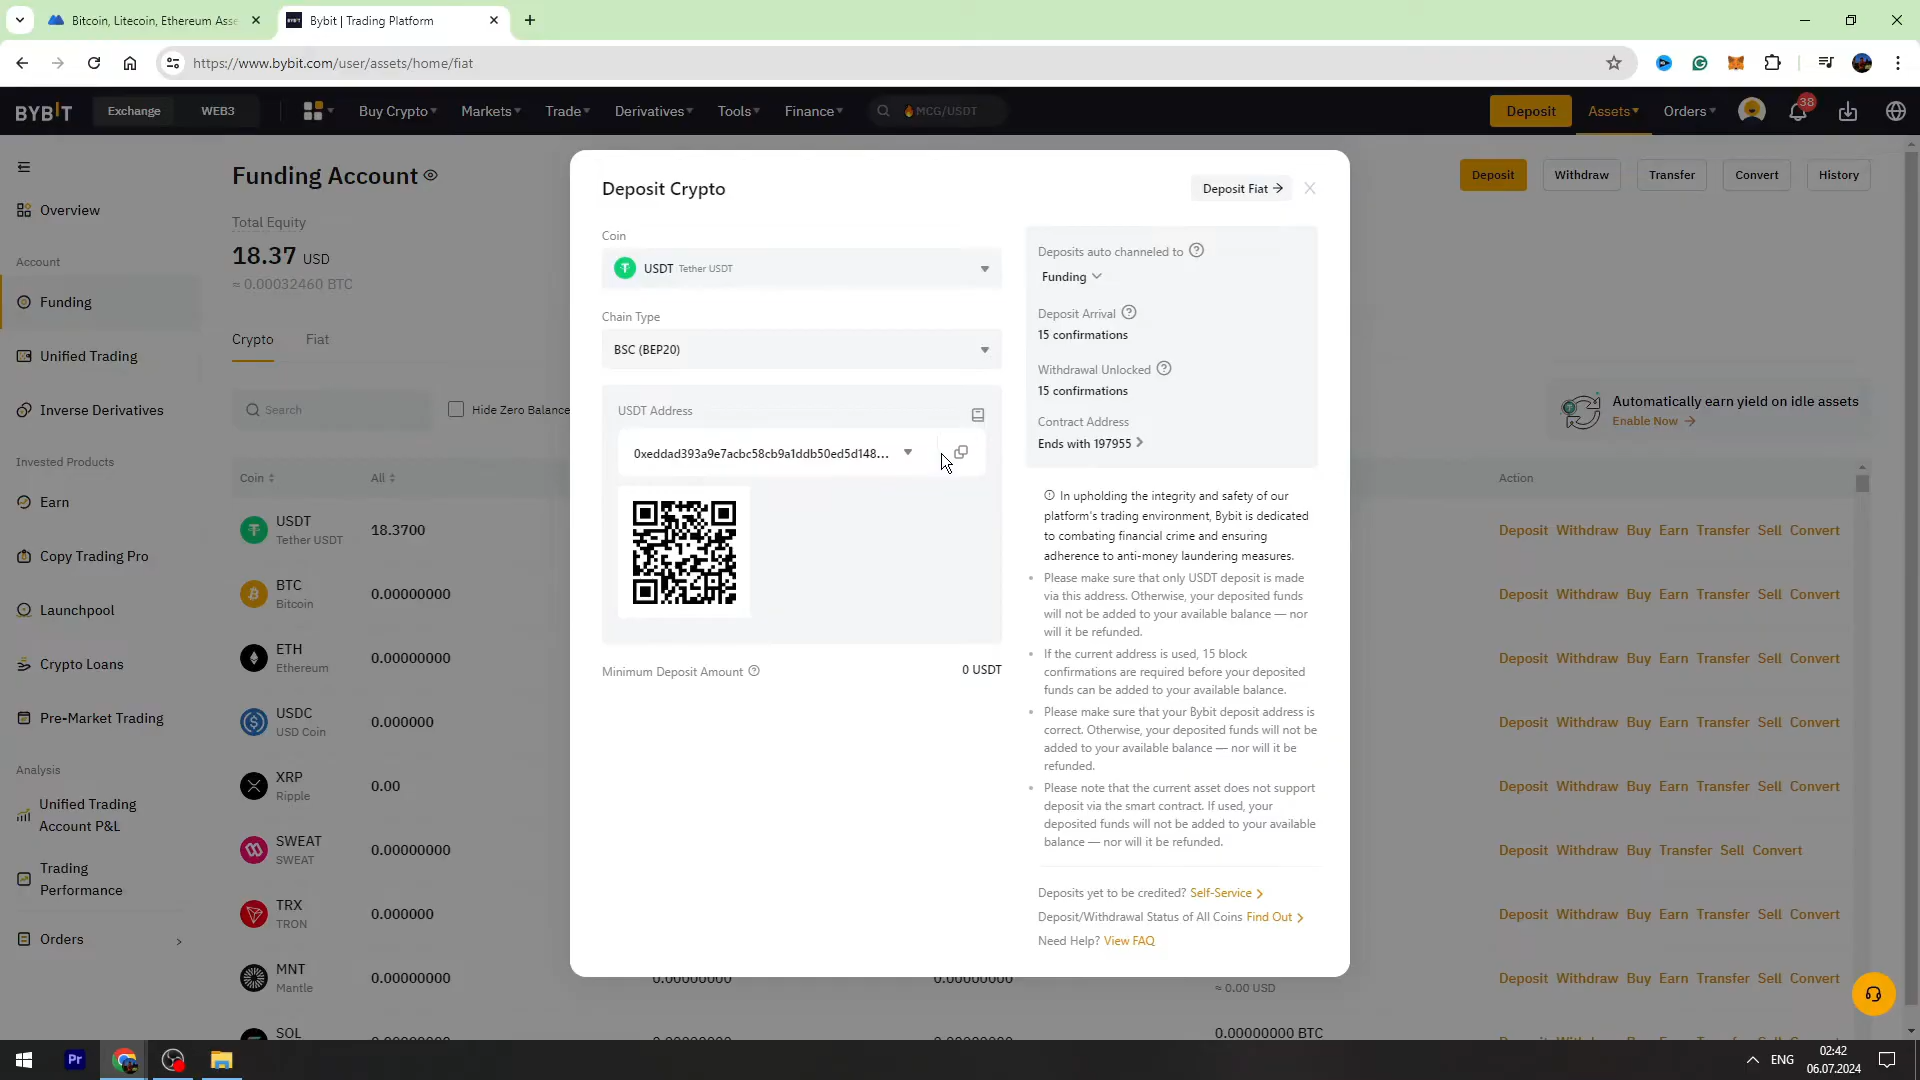 Bitcoin, Litecoin, Ethereum Asse
Bybit | Trading Platform
https://www.bybit.com/user/assets/home/fiat
BYBIT
Exchange
WEB3
Buy Crypto
Markets
Trade
Derivatives
Tools
Finance
MCG/USDT
Deposit
Assets
Orders
38
Overview
Account
Funding
Unified Trading
Inverse Derivatives
Invested Products
Earn
Copy Trading Pro
Launchpool
Crypto Loans
Pre-Market Trading
Analysis
Unified Trading
Account P&L
Trading
Performance
Orders
Funding Account
Deposit
Withdraw
Transfer
Convert
History
Total Equity
18.37 USD
≈ 0.00032460 BTC
Crypto
Fiat
Search
Hide Zero Balance
Automatically earn yield on idle assets
Enable Now
Coin
All
Action
USDT
Tether USDT
18.3700
Deposit Withdraw Buy Earn Transfer Sell Convert
BTC
Bitcoin
0.00000000
Deposit Withdraw Buy Earn Transfer Sell Convert
ETH
Ethereum
0.00000000
Deposit Withdraw Buy Earn Transfer Sell Convert
USDC
USD Coin
0.000000
Deposit Withdraw Buy Earn Transfer Sell Convert
XRP
Ripple
0.00
Deposit Withdraw Buy Earn Transfer Sell Convert
SWEAT
SWEAT
0.00000000
Deposit Withdraw Buy Transfer Sell Convert
TRX
TRON
0.000000
Deposit Withdraw Buy Earn Transfer Sell Convert
MNT
Mantle
0.00000000
0.00000000
0.00000000
≈ 0.00 USD
Deposit Withdraw Buy Earn Transfer Sell Convert
SOL
0.00000000 BTC
Deposit Crypto
Deposit Fiat
Coin
USDT Tether USDT
Chain Type
BSC (BEP20)
USDT Address
0xeddad393a9e7acbc58cb9a1ddb50ed5d148...
Minimum Deposit Amount
0 USDT
Deposits auto channeled to
Funding
Deposit Arrival
15 confirmations
Withdrawal Unlocked
15 confirmations
Contract Address
Ends with 197955
In upholding the integrity and safety of our
platform's trading environment, Bybit is dedicated
to combating financial crime and ensuring
adherence to anti-money laundering measures.
Please make sure that only USDT deposit is made
via this address. Otherwise, your deposited funds
will not be added to your available balance — nor
will it be refunded.
If the current address is used, 15 block
confirmations are required before your deposited
funds can be added to your available balance.
Please make sure that your Bybit deposit address is
correct. Otherwise, your deposited funds will not be
added to your available balance — nor will it be
refunded.
Please note that the current asset does not support
deposit via the smart contract. If used, your
deposited funds will not be added to your available
balance — nor will it be refunded.
Deposits yet to be credited? Self-Service
Deposit/Withdrawal Status of All Coins Find Out
Need Help? View FAQ
Pr
ENG
02:42
06.07.2024